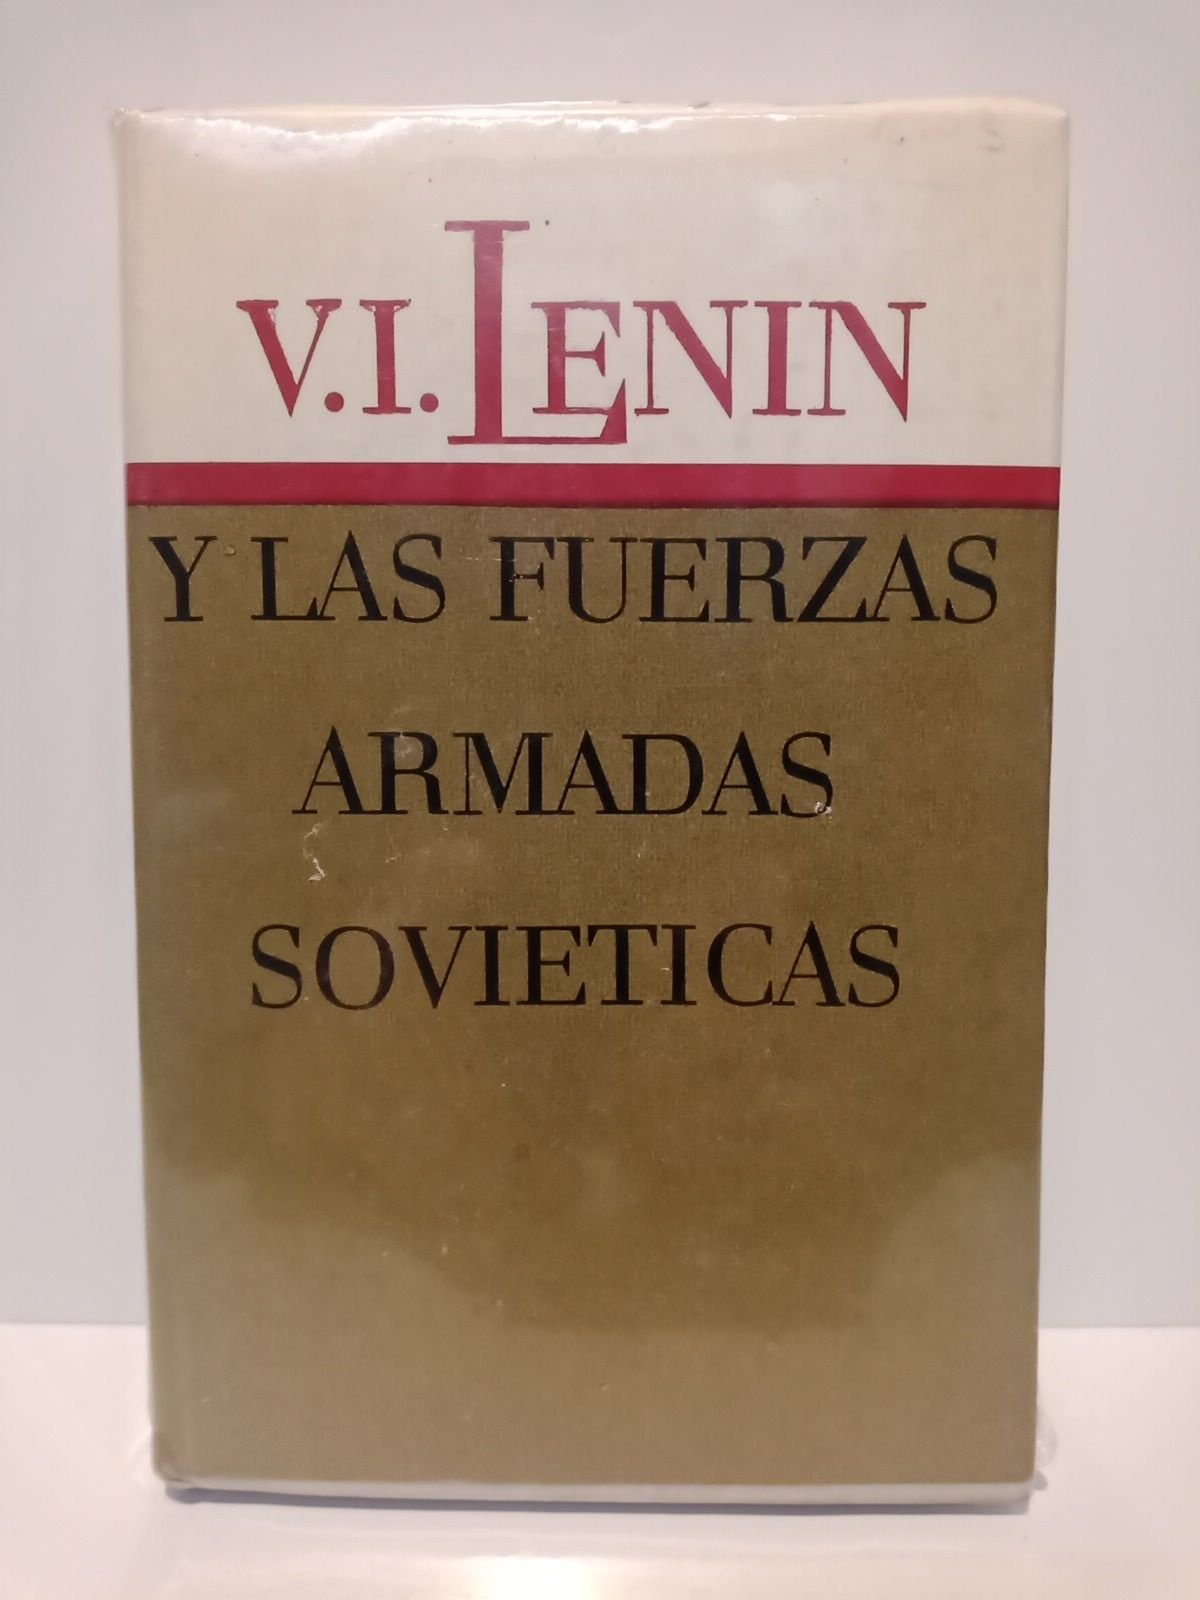 V.I. LENIN
Y LAS FUERZAS
ARMADAS
SOVIETICAS